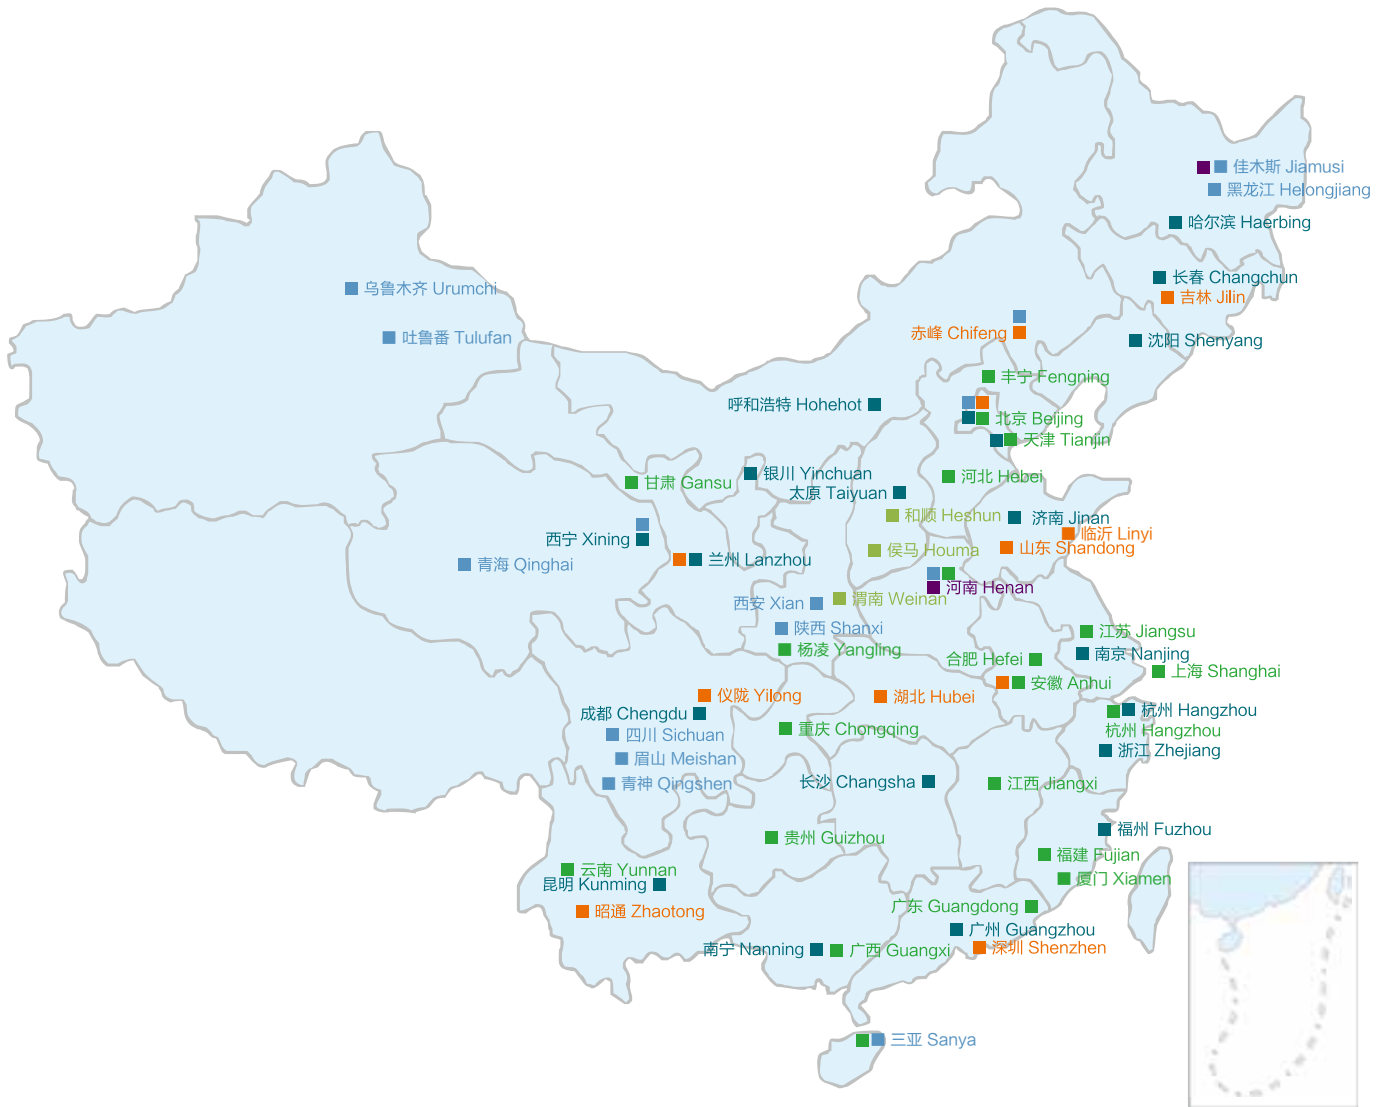 佳木斯 Jiamusi
黑龙江 Helongjiang
哈尔滨 Haerbing
长春 Changchun
乌鲁木齐 Urumchi
吉林 Jilin
赤峰 Chifeng
吐鲁番 Tulufan
沈阳 Shenyang
丰宁 Fengning
呼和浩特 Hohehot
北京 Beijing
天津 Tianjin
银川 Yinchuan
河北 Hebei
甘肃 Gansu
太原 Taiyuan
和顺 Heshun
济南 Jinan
临沂 Linyi
西宁 Xining
山东 Shandong
侯马 Houma
兰州 Lanzhou
青海 Qinghai
河南 Henan
渭南 Weinan
西安 Xian
陕西 Shanxi
江苏 Jiangsu
杨凌 Yangling
南京 Nanjing
合肥 Hefei
上海 Shanghai
安徽 Anhui
仪陇 Yilong
湖北 Hubei
杭州 Hangzhou
成都 Chengdu
重庆 Chongqing
杭州 Hangzhou
四川 Sichuan
浙江 Zhejiang
眉山 Meishan
长沙 Changsha
青神 Qingshen
江西 Jiangxi
福州 Fuzhou
贵州 Guizhou
福建 Fujian
云南 Yunnan
厦门 Xiamen
昆明 Kunming
广东 Guangdong
昭通 Zhaotong
广州 Guangzhou
深圳 Shenzhen
南宁 Nanning
广西 Guangxi
三亚 Sanya